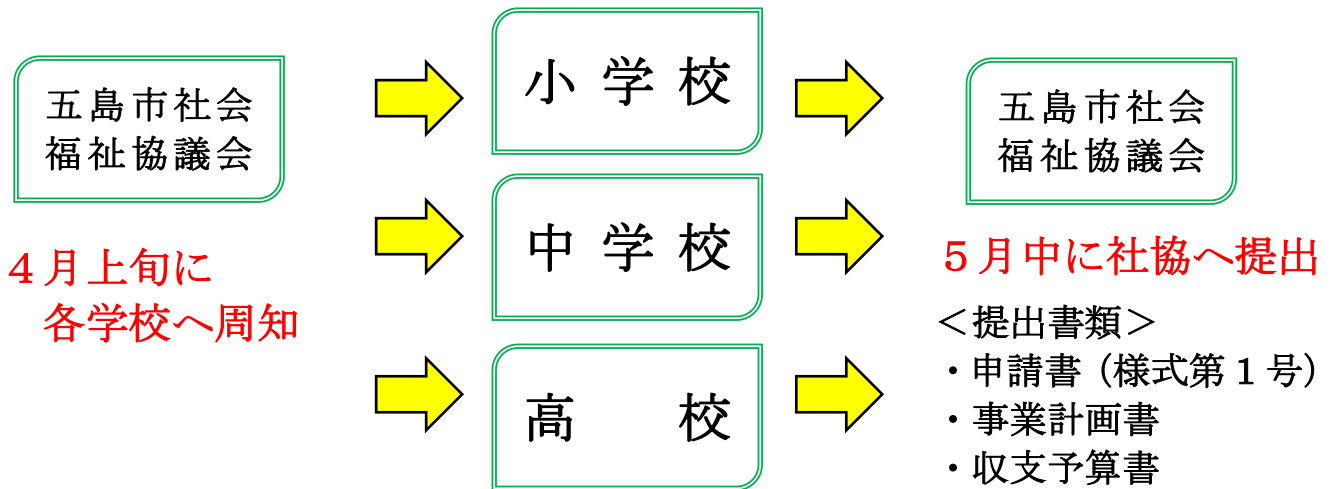 五島市社会
福祉協議会
4月上旬に
各学校へ周知
小学校
中学校
高　　校
五島市社会
福祉協議会
5月中に社協へ提出
＜提出書類＞
・申請書（様式第1号）
・事業計画書
・収支予算書